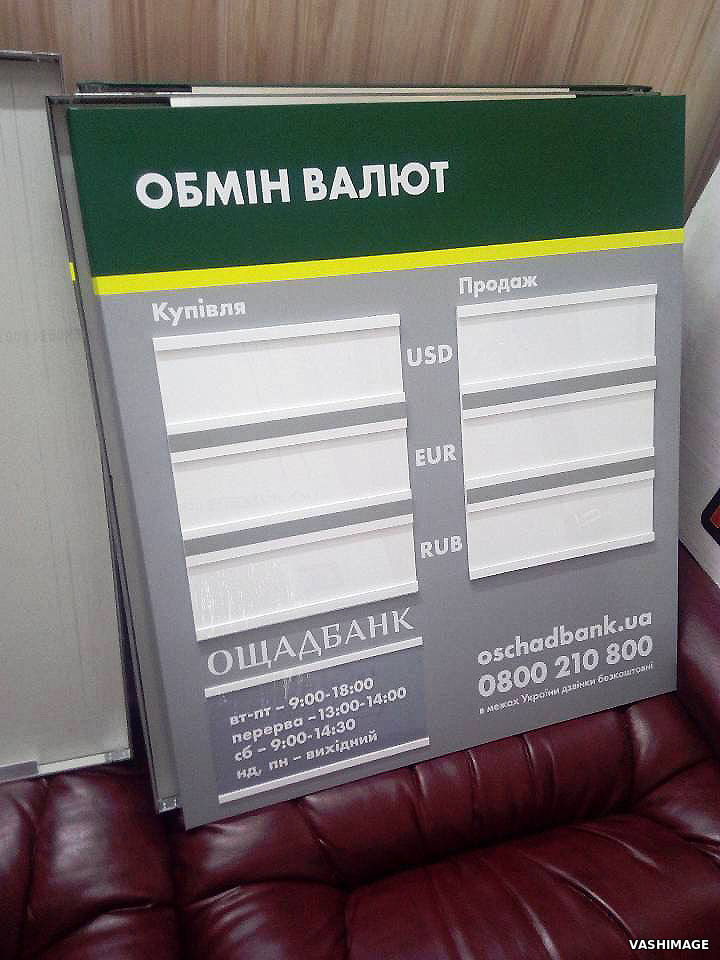 ОБМІН ВАЛЮТ
Купівля
Продаж
USD
EUR
RUB
ОЩАДБАНК
вт-пт – 9:00-18:00
перерва –13:00-14:00
сб – 9:00-14:30
нд, пн – вихідний
oschadbank.ua
0800 210 800
в межах України дзвінки безкоштовні
VASHIMAGE